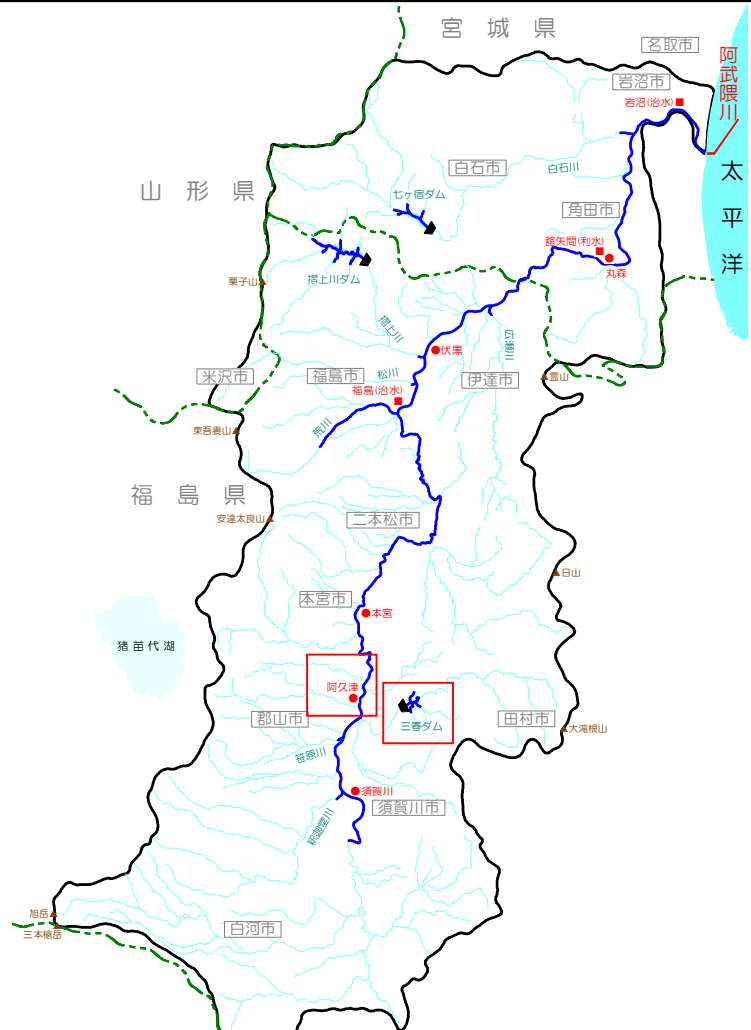 宮城県
名取市
阿武隈川
岩沼市
岩沼(治水)
太平洋
白石市
白石川
山形県
七ヶ宿ダム
角田市
舘矢間(利水)
丸森
栗子山
摺上川ダム
摺上川
広瀬川
伏黒
米沢市
福島市
松川
伊達市
霊山
福島(治水)
荒川
東吾妻山
福島県
安達太良山
二本松市
日山
本宮市
本宮
猪苗代湖
阿久津
郡山市
三春ダム
田村市
大滝根山
笹原川
須賀川
須賀川市
釈迦堂川
旭岳
三本槍岳
白河市